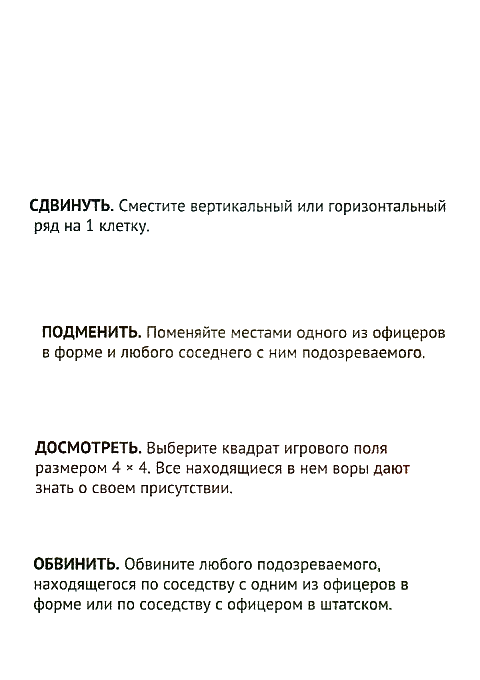 СДВИНУТЬ. Сместите вертикальный или горизонтальный
ряд на 1 клетку.
ПОДМЕНИТЬ. Поменяйте местами одного из офицеров
в форме и любого соседнего с ним подозреваемого.
ДОСМОТРЕТЬ. Выберите квадрат игрового поля
размером 4 × 4. Все находящиеся в нем воры дают
знать о своем присутствии.
ОБВИНИТЬ. Обвините любого подозреваемого,
находящегося по соседству с одним из офицеров в
форме или по соседству с офицером в штатском.